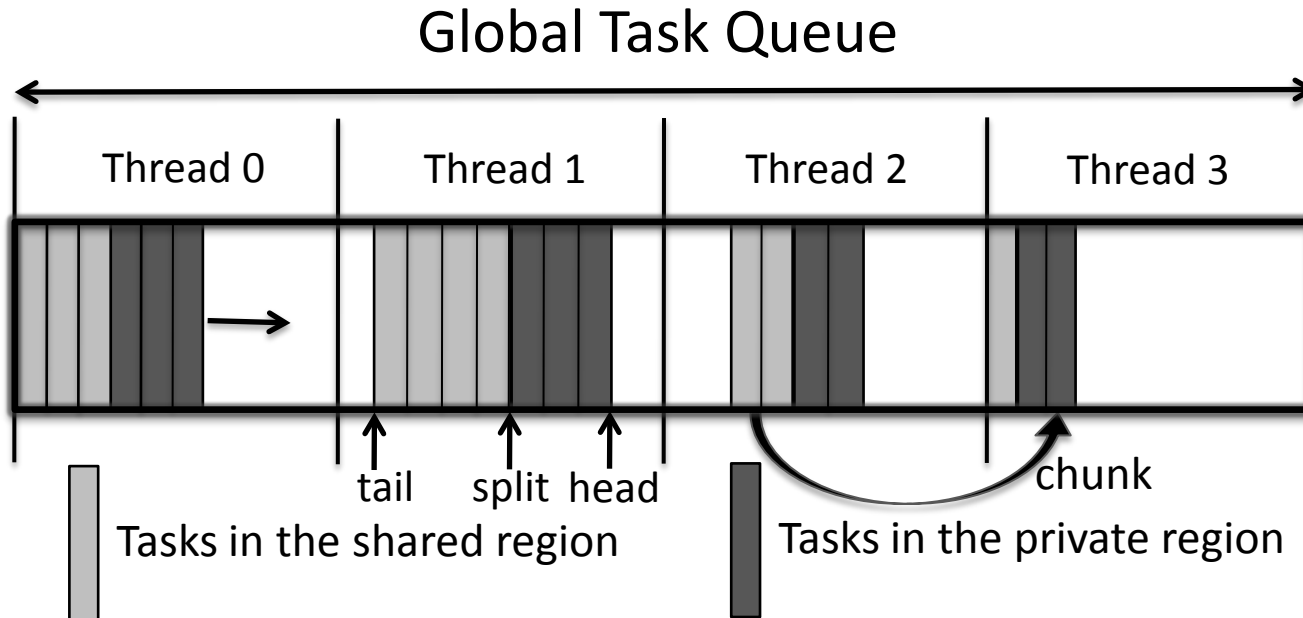 Global Task Queue
Thread 0
Thread 1
Thread 2
Thread 3
tail
split
head
chunk
Tasks in the shared region
Tasks in the private region